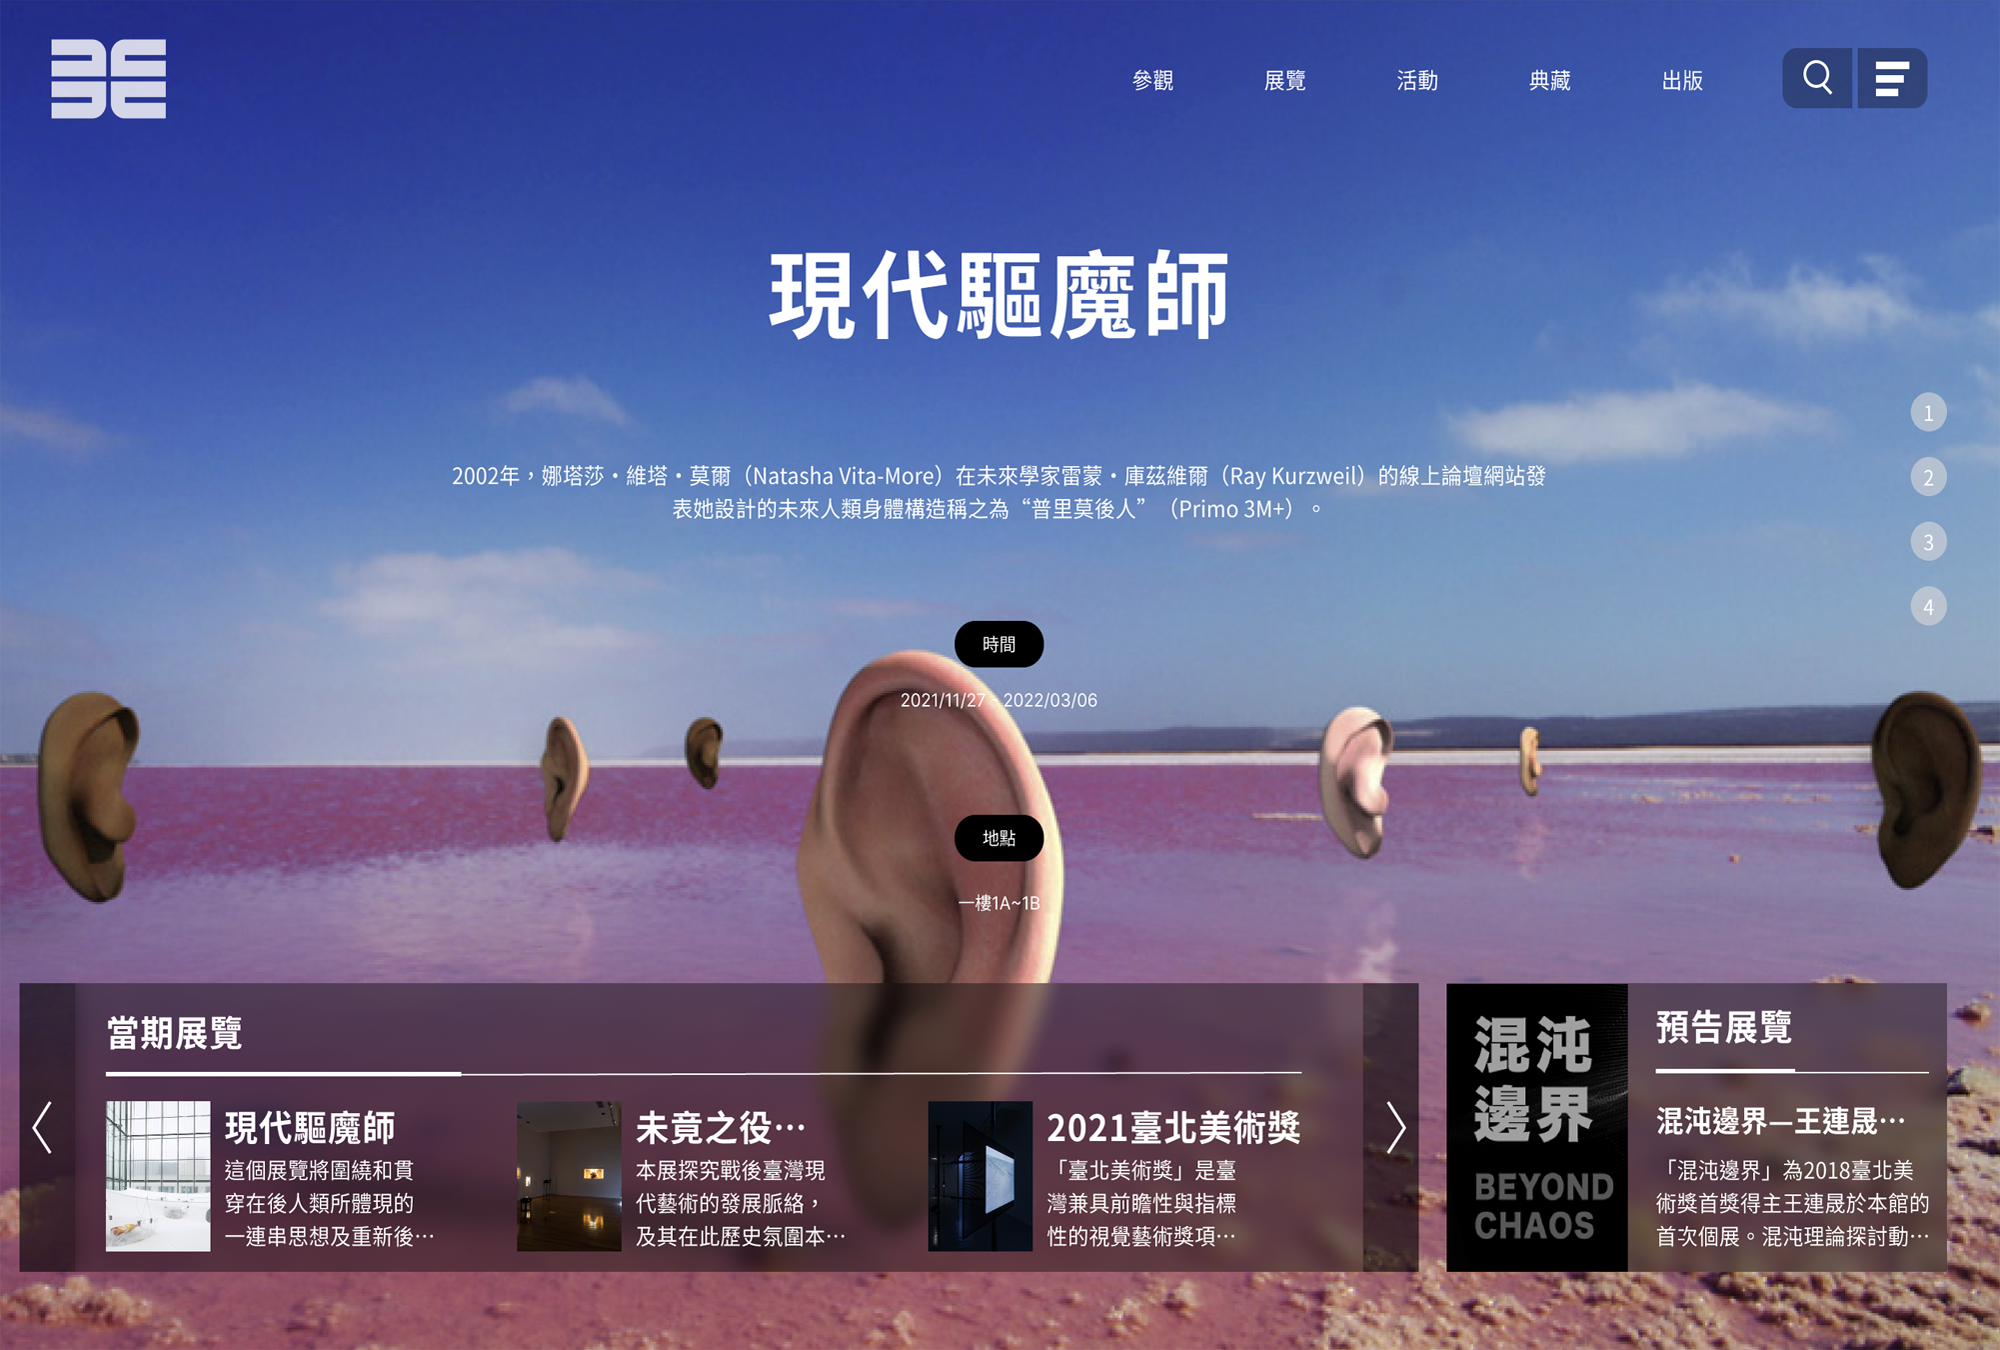 參觀
展覽
活動
典藏
出版
現代驅魔師
2002年，娜塔莎・維塔・莫爾（Natasha Vita-More）在未來學家雷蒙・庫茲維爾（Ray Kurzweil）的線上論壇網站發
表她設計的未來人類身體構造稱之為“普里莫後人”（Primo 3M+）。
1
2
3
4
時間
2021/11/27 - 2022/03/06
地點
一樓1A~1B
當期展覽
現代驅魔師
這個展覽將圍繞和貫
穿在後人類所體現的
一連串思想及重新後⋯
未竟之役⋯
本展探究戰後臺灣現
代藝術的發展脈絡，
及其在此歷史氛圍本⋯
2021臺北美術獎
「臺北美術獎」是臺
灣兼具前瞻性與指標
性的視覺藝術獎項⋯
混沌
邊界
BEYOND
CHAOS
預告展覽
混沌邊界—王連晟⋯
「混沌邊界」為2018臺北美
術獎首獎得主王連晟於本館的
首次個展。混沌理論探討動⋯